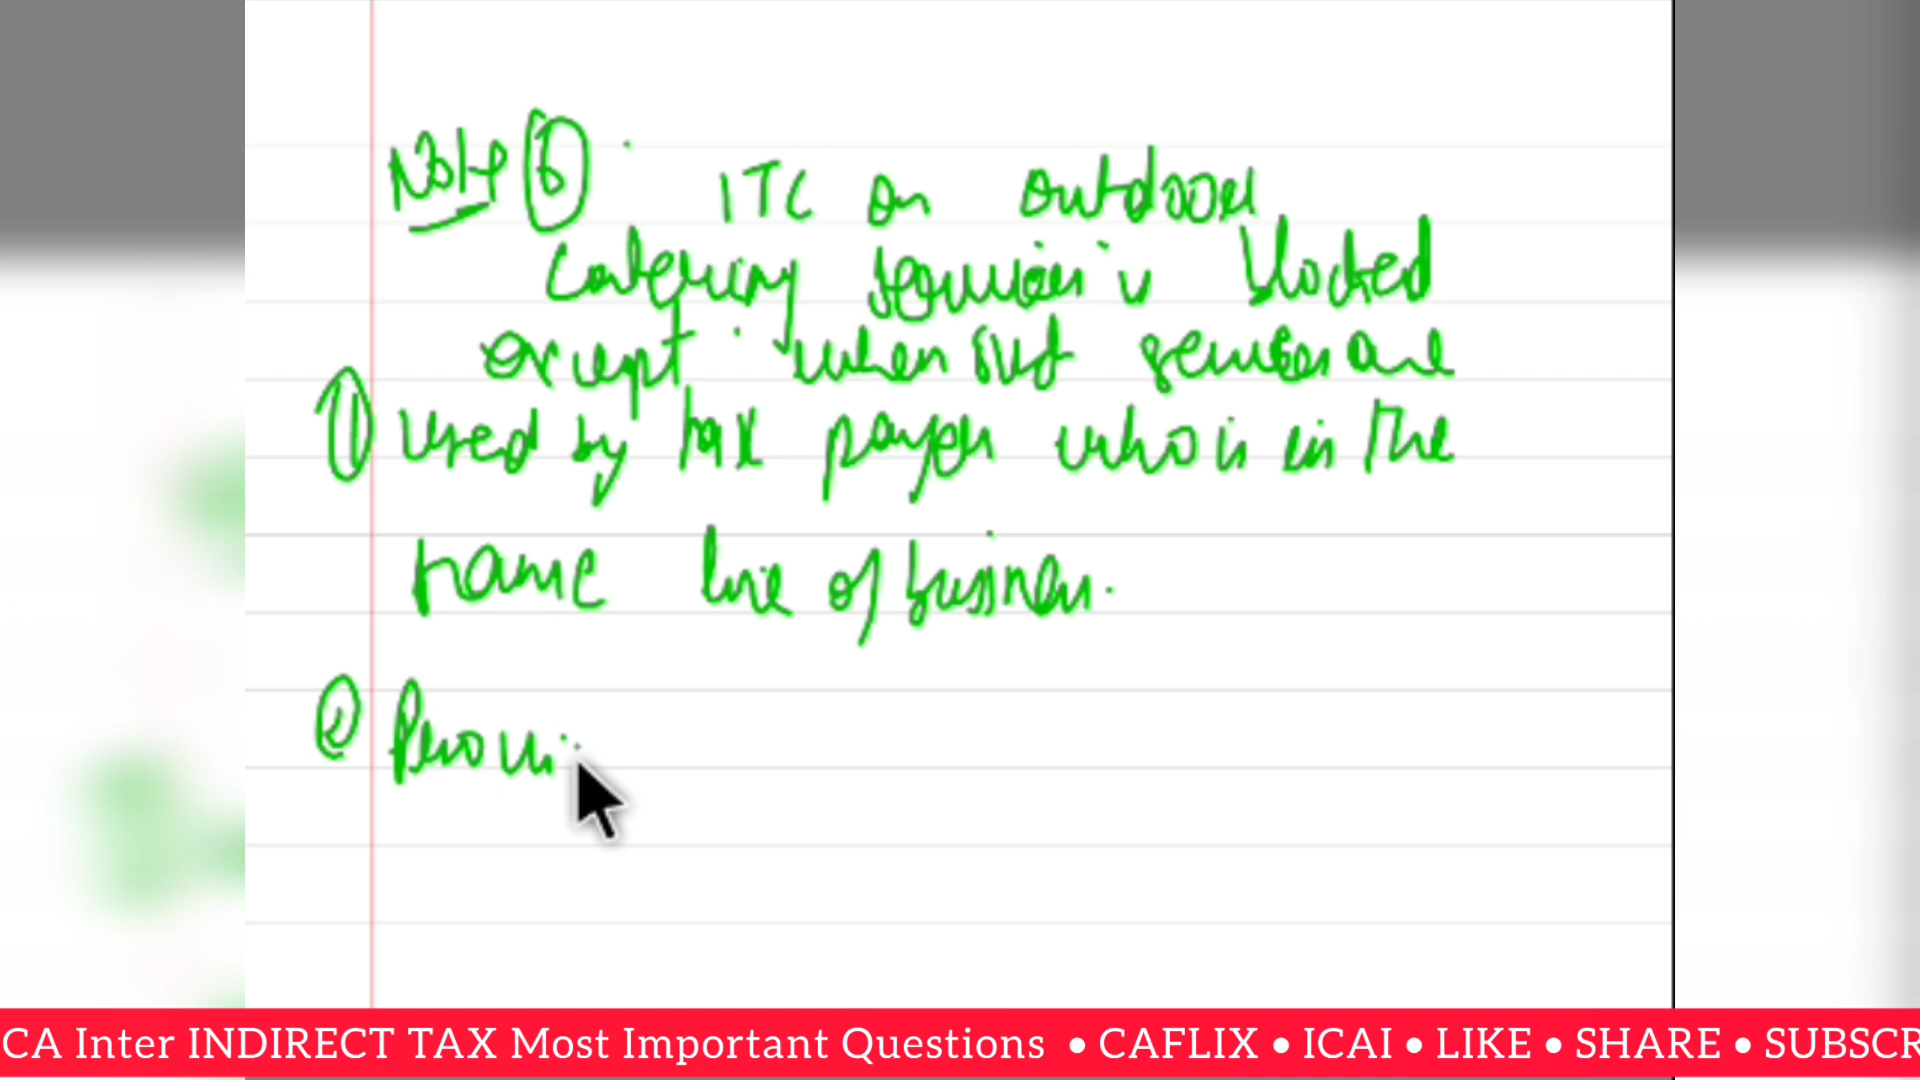 Note 6 : ITC on outdoor
catering services is blocked
except when such services are
1 used by tax payer who is in the
same line of business.
2 Provi
CA Inter INDIRECT TAX Most Important Questions • CAFLIX • ICAI • LIKE • SHARE • SUBSCR